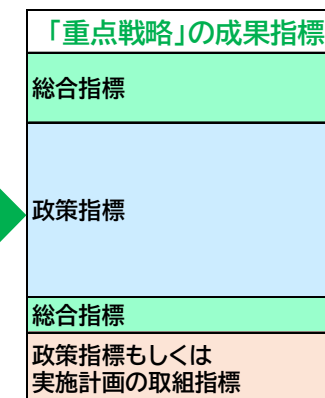 「重点戦略」の成果指標
総合指標
政策指標
総合指標
政策指標もしくは
実施計画の取組指標